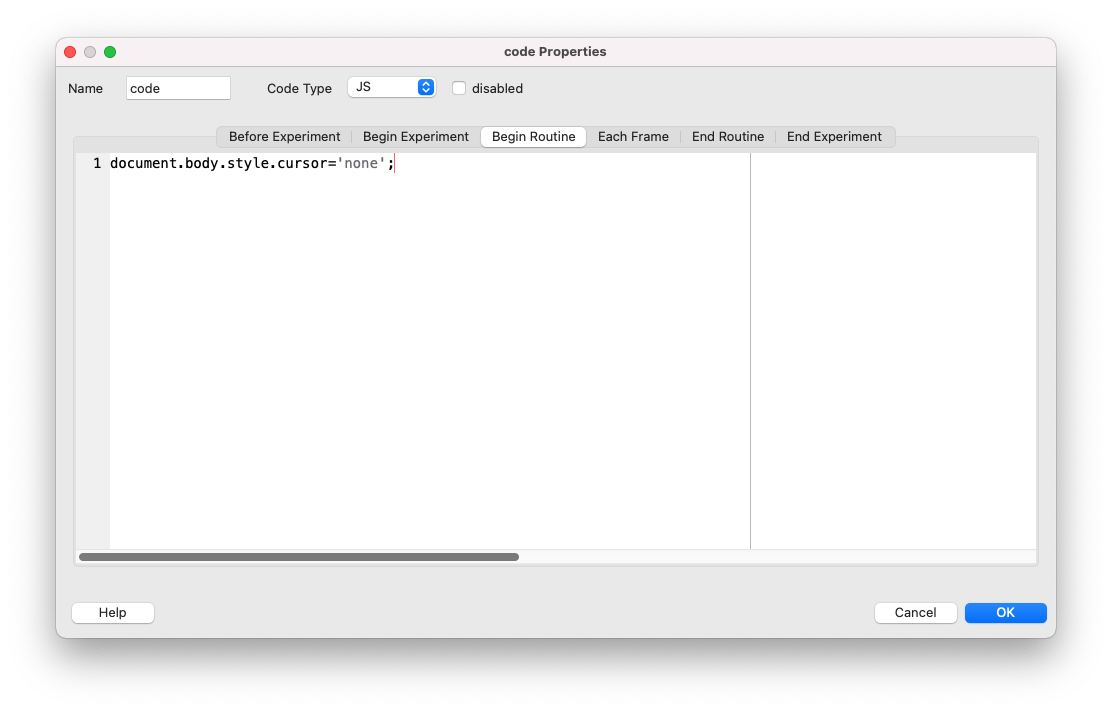 code Properties
Name code Code Type JS disabled
Before Experiment Begin Experiment Begin Routine Each Frame End Routine End Experiment
1 document.body.style.cursor='none';
Help Cancel OK